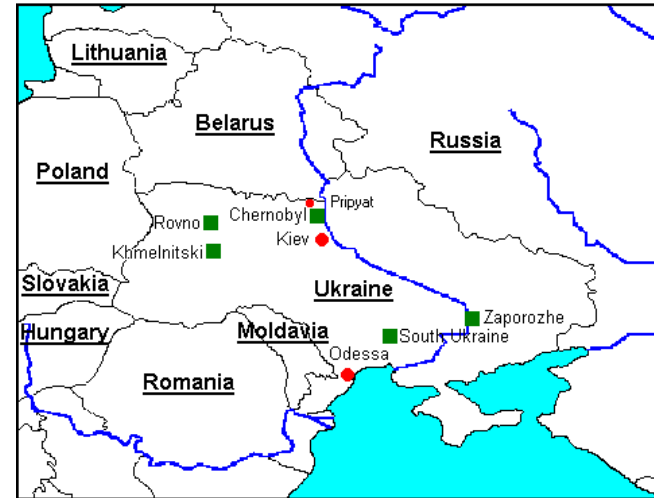 Lithuania
Belarus
Russia
Poland
Pripyat
Chernobyl
Rovno
Kiev
Khmelnitski
Slovakia
Ukraine
Hungary
Moldavia
Zaporozhe
South Ukraine
Odessa
Romania